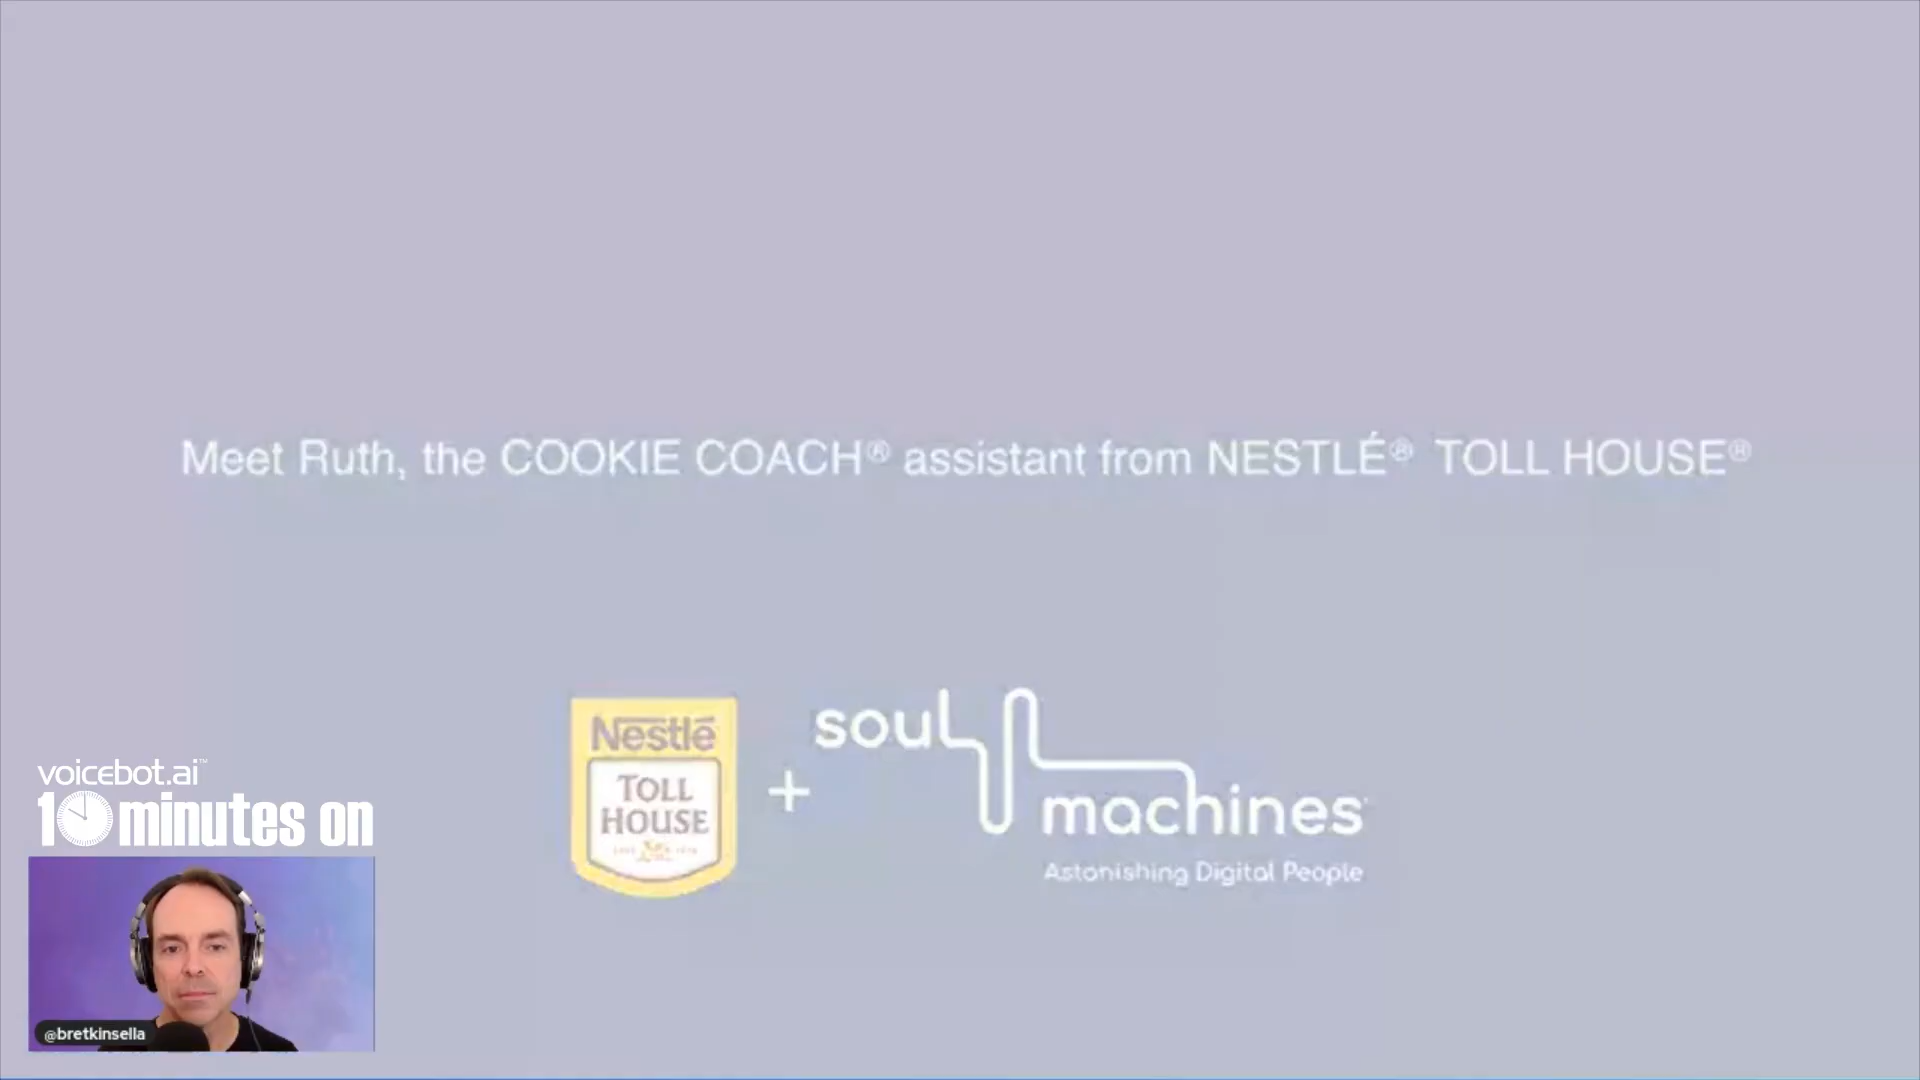 Meet Ruth, the COOKIE COACH® assistant from NESTLÉ® TOLL HOUSE®
Nestlé
TOLL
HOUSE
+
soul
machines
Astonishing Digital People
voicebot.ai™
10 minutes on
@bretkinsella